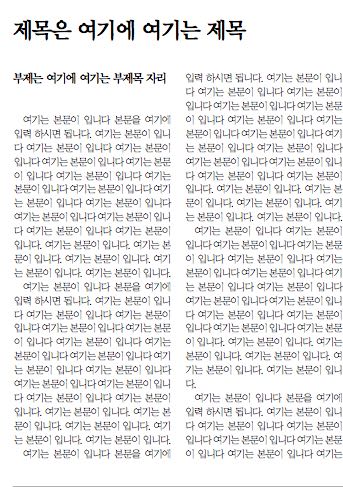 제목은 여기에 여기는 제목
부제는 여기에 여기는 부제목 자리
여기는 본문이 입니다 본문을 여기에
입력 하시면 됩니다. 여기는 본문이 입니
다 여기는 본문이 입니다 여기는 본문이
입니다 여기는 본문이 입니다 여기는 본문
이 입니다 여기는 본문이 입니다 여기는
본문이 입니다 여기는 본문이 입니다 여기
는 본문이 입니다 여기는 본문이 입니다
여기는 본문이 입니다 여기는 본문이 입니
다 여기는 본문이 입니다. 여기는 본문이
입니다. 여기는 본문이 입니다. 여기는 본
문이 입니다. 여기는 본문이 입니다. 여기
는 본문이 입니다. 여기는 본문이 입니다.
여기는 본문이 입니다 본문을 여기에
입력 하시면 됩니다. 여기는 본문이 입니
다 여기는 본문이 입니다 여기는 본문이
입니다 여기는 본문이 입니다 여기는 본문
이 입니다 여기는 본문이 입니다 여기는
본문이 입니다 여기는 본문이 입니다 여기
는 본문이 입니다 여기는 본문이 입니다
여기는 본문이 입니다 여기는 본문이 입니
다 여기는 본문이 입니다. 여기는 본문이
입니다. 여기는 본문이 입니다. 여기는 본
문이 입니다. 여기는 본문이 입니다. 여기
는 본문이 입니다 여기는 본문이 입니다.
여기는 본문이 입니다 본문을 여기에
입력 하시면 됩니다. 여기는 본문이 입니
다 여기는 본문이 입니다 여기는 본문이
입니다 여기는 본문이 입니다 여기는 본문
이 입니다 여기는 본문이 입니다 여기는
본문이 입니다 여기는 본문이 입니다 여기
는 본문이 입니다 여기는 본문이 입니다
여기는 본문이 입니다 여기는 본문이 입니
다 여기는 본문이 입니다. 여기는 본문이
입니다. 여기는 본문이 입니다. 여기는 본
문이 입니다. 여기는 본문이 입니다. 여기
는 본문이 입니다. 여기는 본문이 입니다.
여기는 본문이 입니다. 여기는 본문이
입니다. 여기는 본문이 입니다. 여기는 본
문이 입니다. 여기는 본문이 입니다. 여기
는 본문이 입니다. 여기는 본문이 입니다.
여기는 본문이 입니다. 여기는 본문이 입
니다. 여기는 본문이 입니다. 여기는 본문
이 입니다. 여기는 본문이 입니다. 여기는
본문이 입니다. 여기는 본문이 입니다. 여
기는 본문이 입니다. 여기는 본문이 입니
다. 여기는 본문이 입니다. 여기는 본문이
입니다. 여기는 본문이 입니다. 여
기는 본문이 입니다. 여기는 본문이 입니
다.
여기는 본문이 입니다 본문을 여기에
입력 하시면 됩니다. 여기는 본문이 입니
다 여기는 본문이 입니다 여기는 본문이
입니다 여기는 본문이 입니다 여기는 본문
이 입니다 여기는 본문이 입니다 여기는